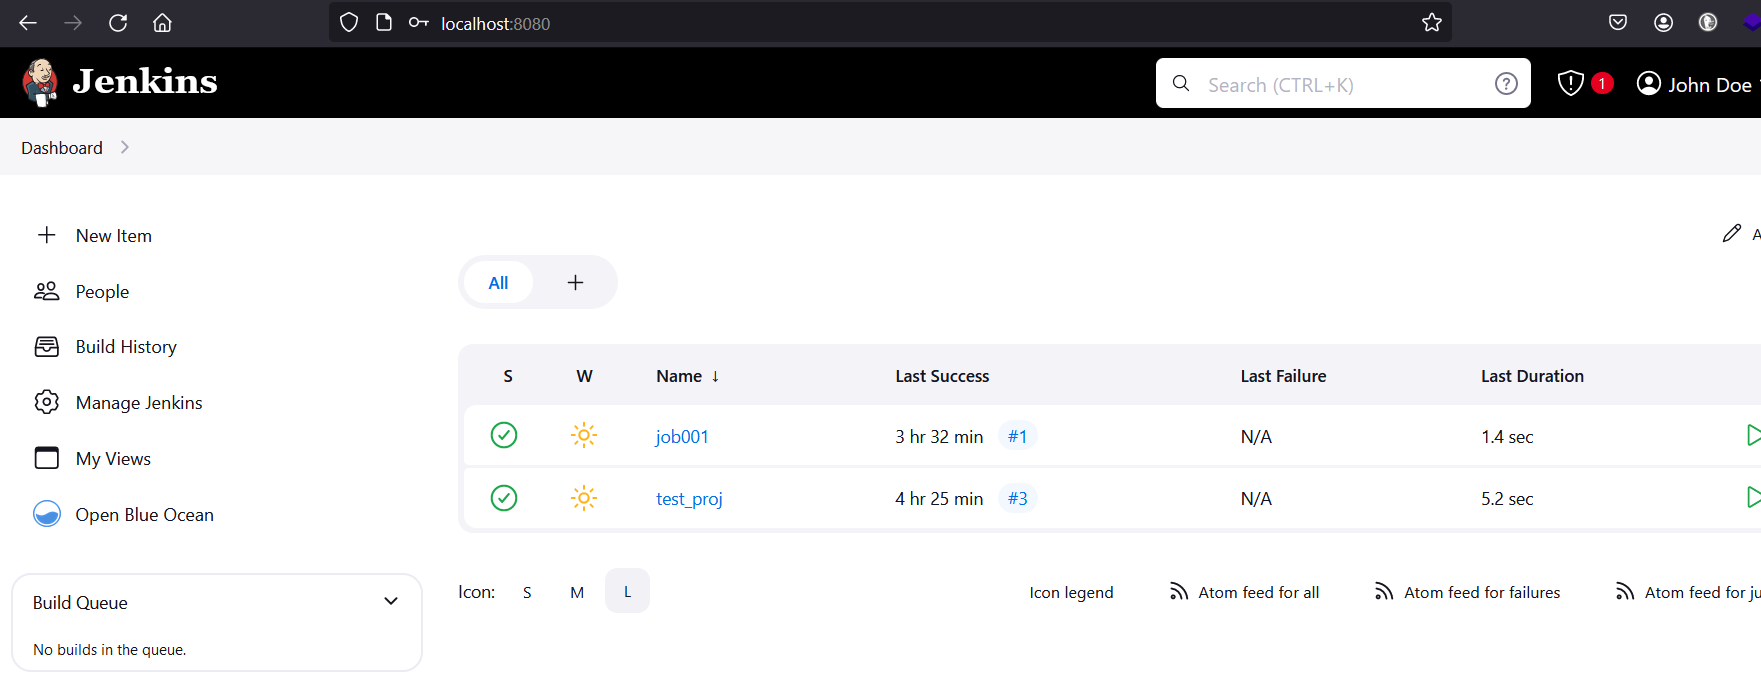 localhost:8080
Jenkins
Search (CTRL+K)
1
John Doe
Dashboard
New Item
People
Build History
Manage Jenkins
My Views
Open Blue Ocean
Build Queue
No builds in the queue.
All
S W Name ↓ Last Success Last Failure Last Duration
job001 3 hr 32 min #1 N/A 1.4 sec
test_proj 4 hr 25 min #3 N/A 5.2 sec
Icon: S M L
Icon legend Atom feed for all Atom feed for failures Atom feed for